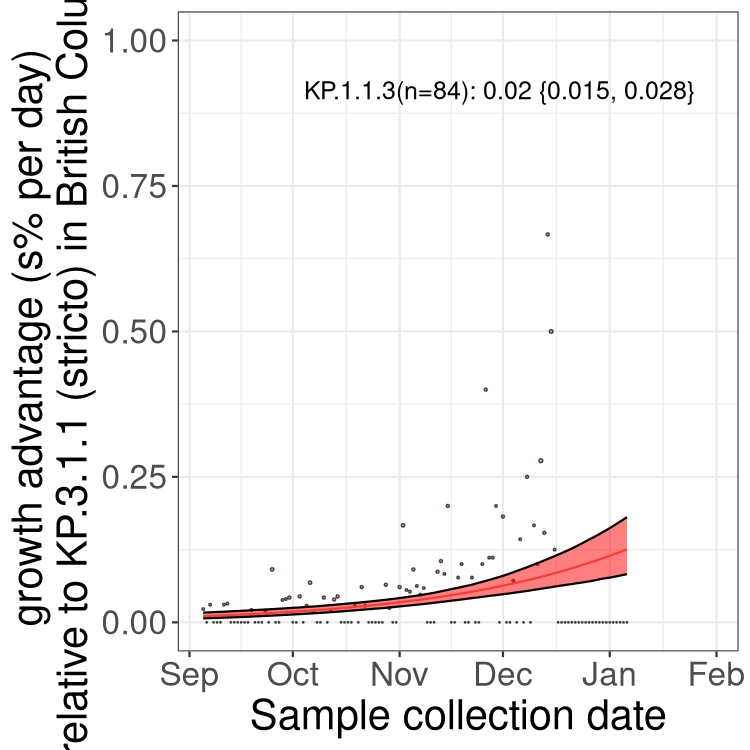 growth advantage (s% per day)
relative to KP.3.1.1 (stricto) in British Colu
1.00
0.75
0.50
0.25
0.00
KP.1.1.3(n=84): 0.02 {0.015, 0.028}
Sep Oct Nov Dec Jan Feb
Sample collection date